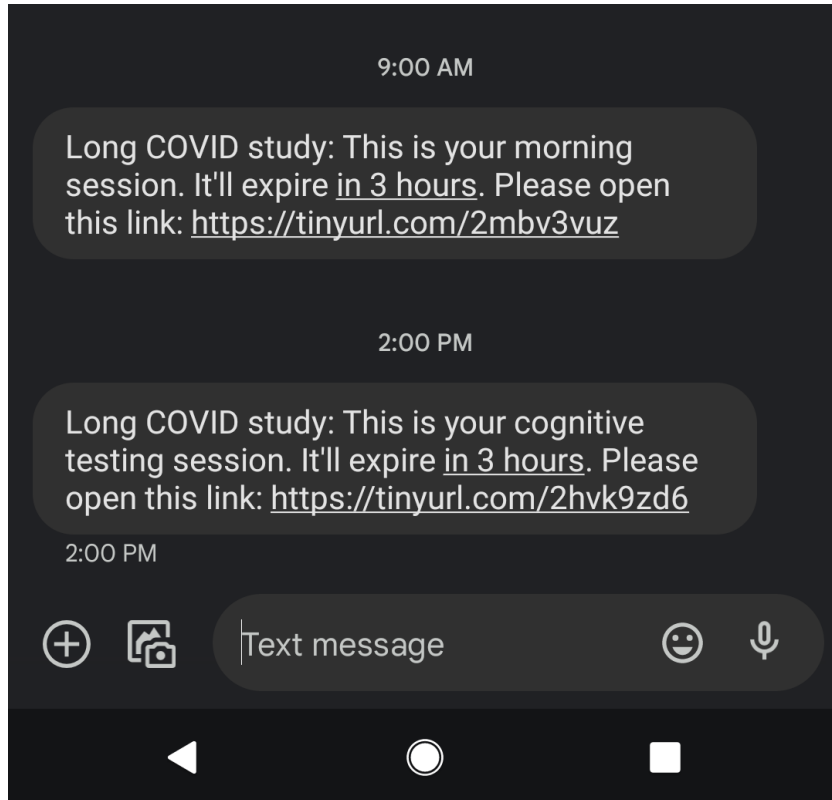 9:00 AM
Long COVID study: This is your morning
session. It'll expire in 3 hours. Please open
this link: https://tinyurl.com/2mbv3vuz
2:00 PM
Long COVID study: This is your cognitive
testing session. It'll expire in 3 hours. Please
open this link: https://tinyurl.com/2hvk9zd6
2:00 PM
Text message